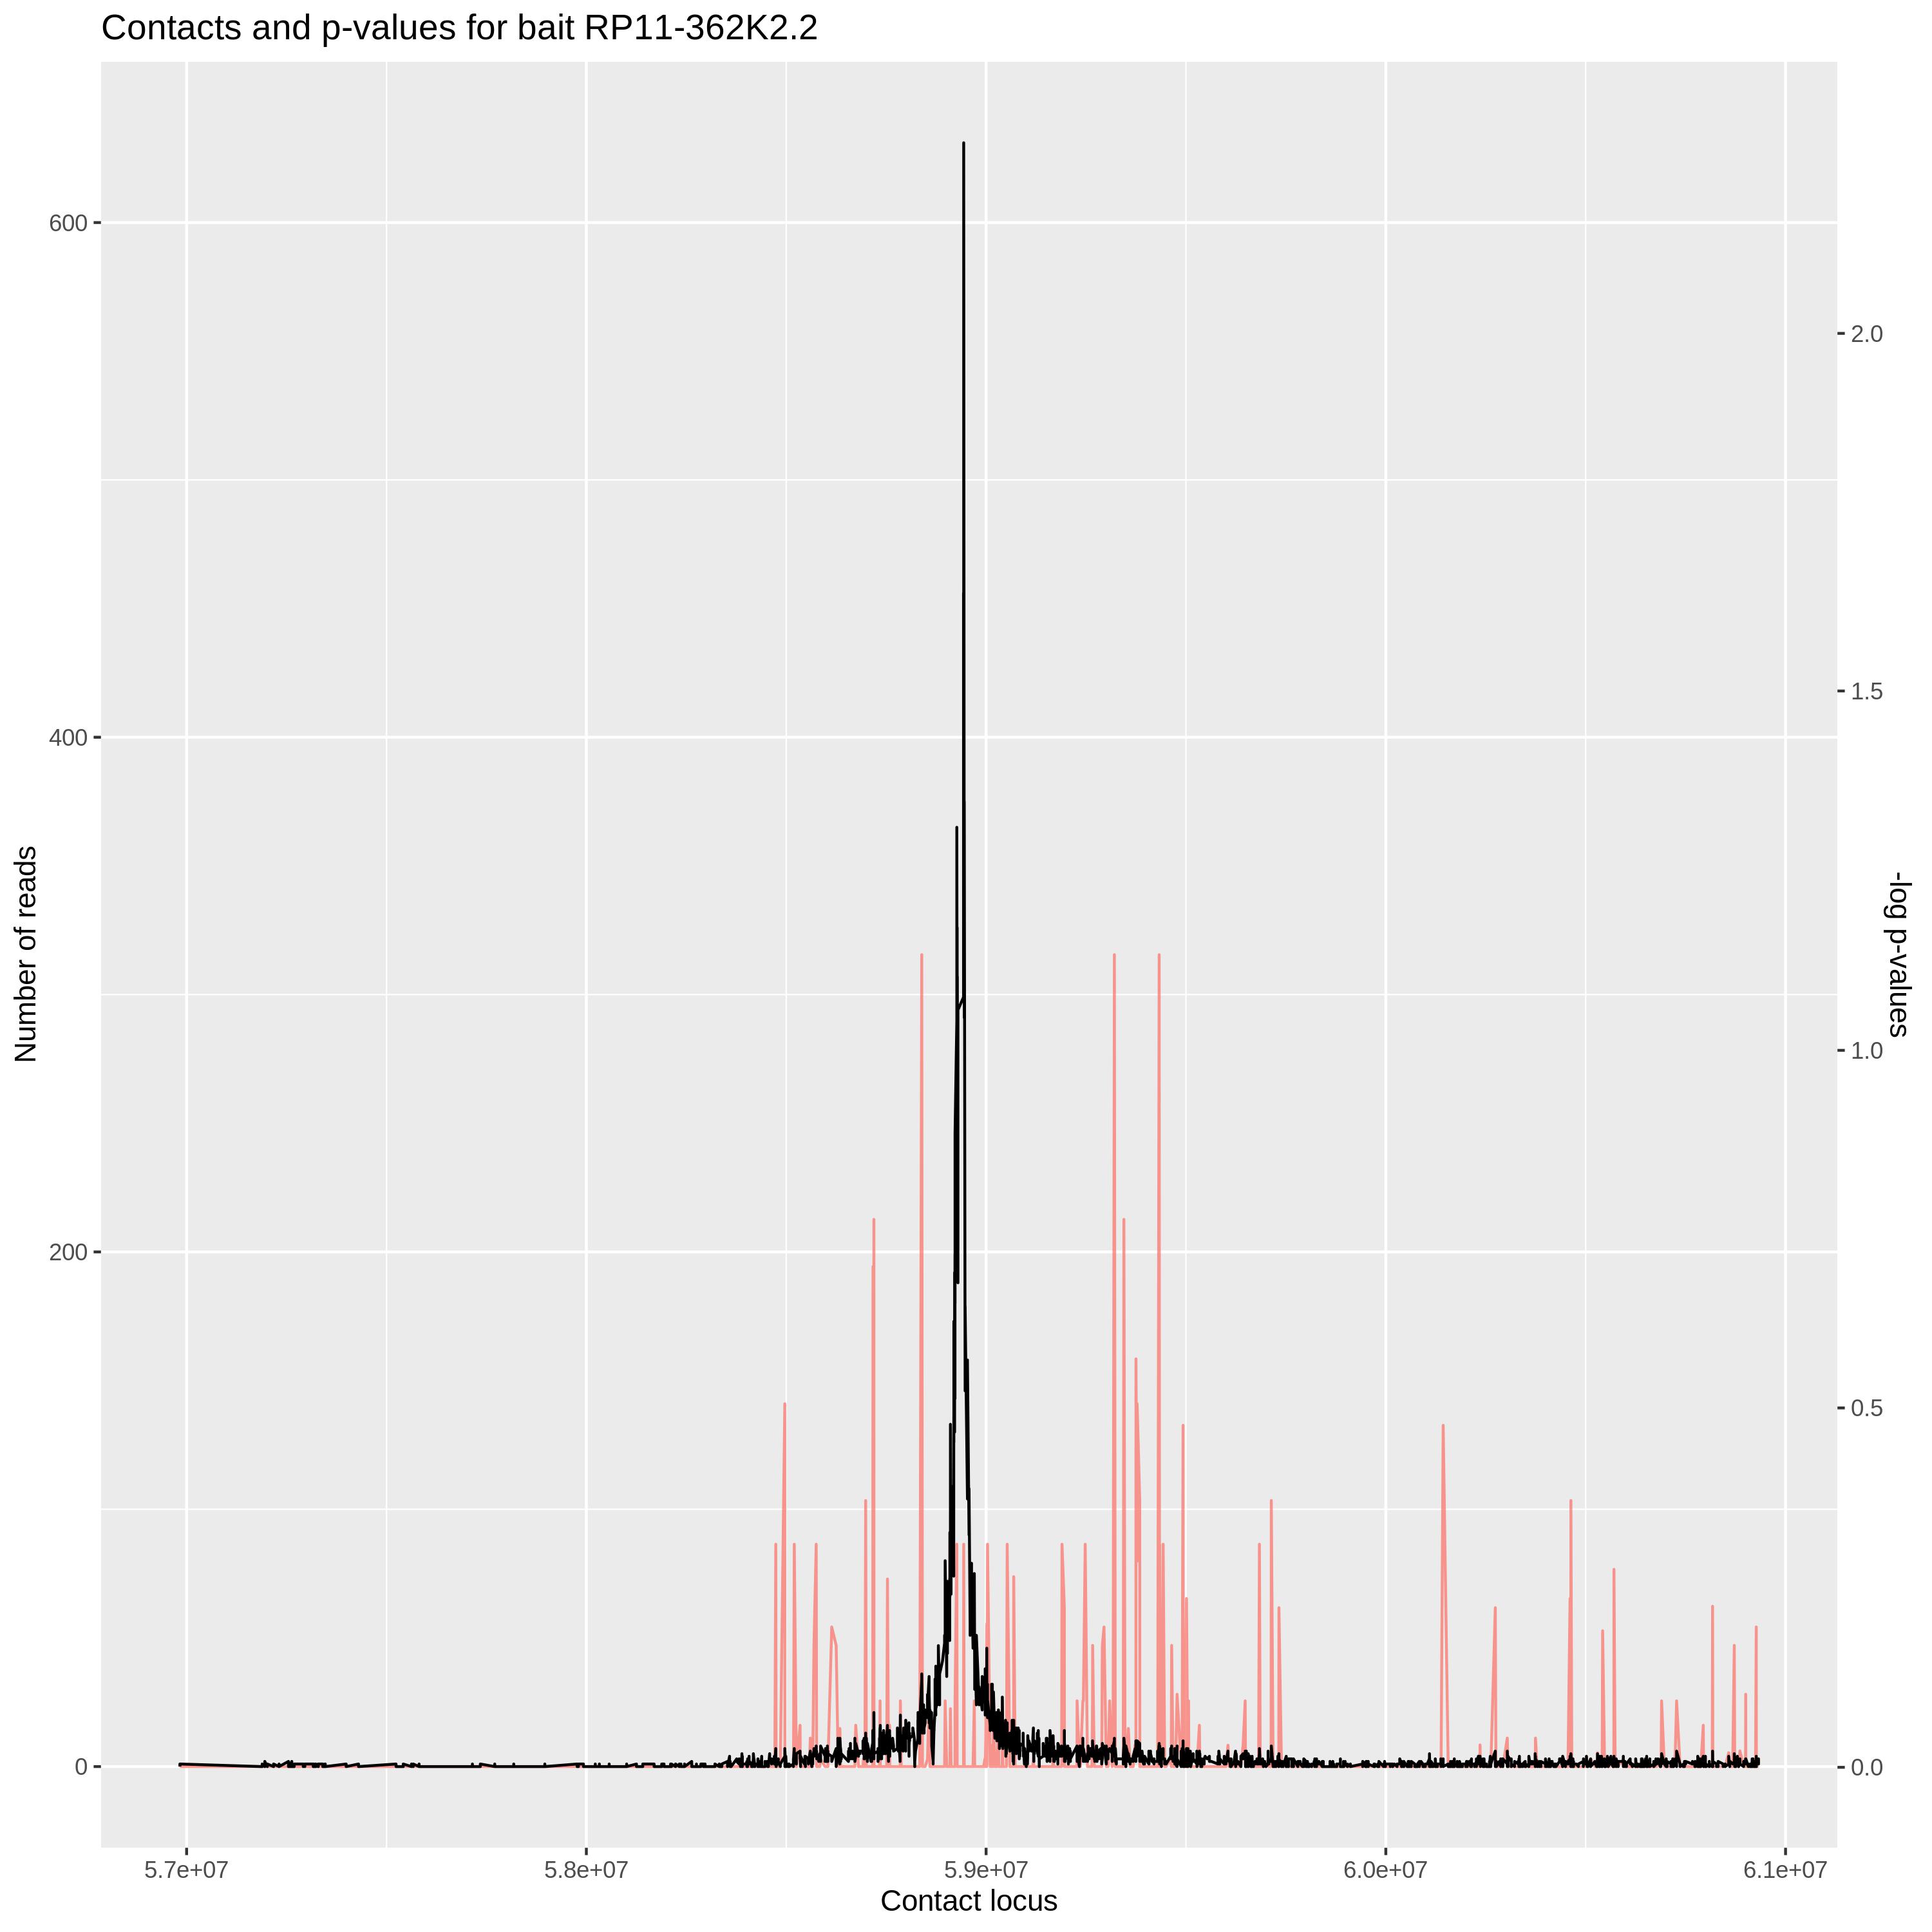 Contacts and p-values for bait RP11-362K2.2
600
400
200
0
Number of reads
2.0
1.5
1.0
0.5
0.0
-log p-values
5.7e+07
5.8e+07
5.9e+07
6.0e+07
6.1e+07
Contact locus